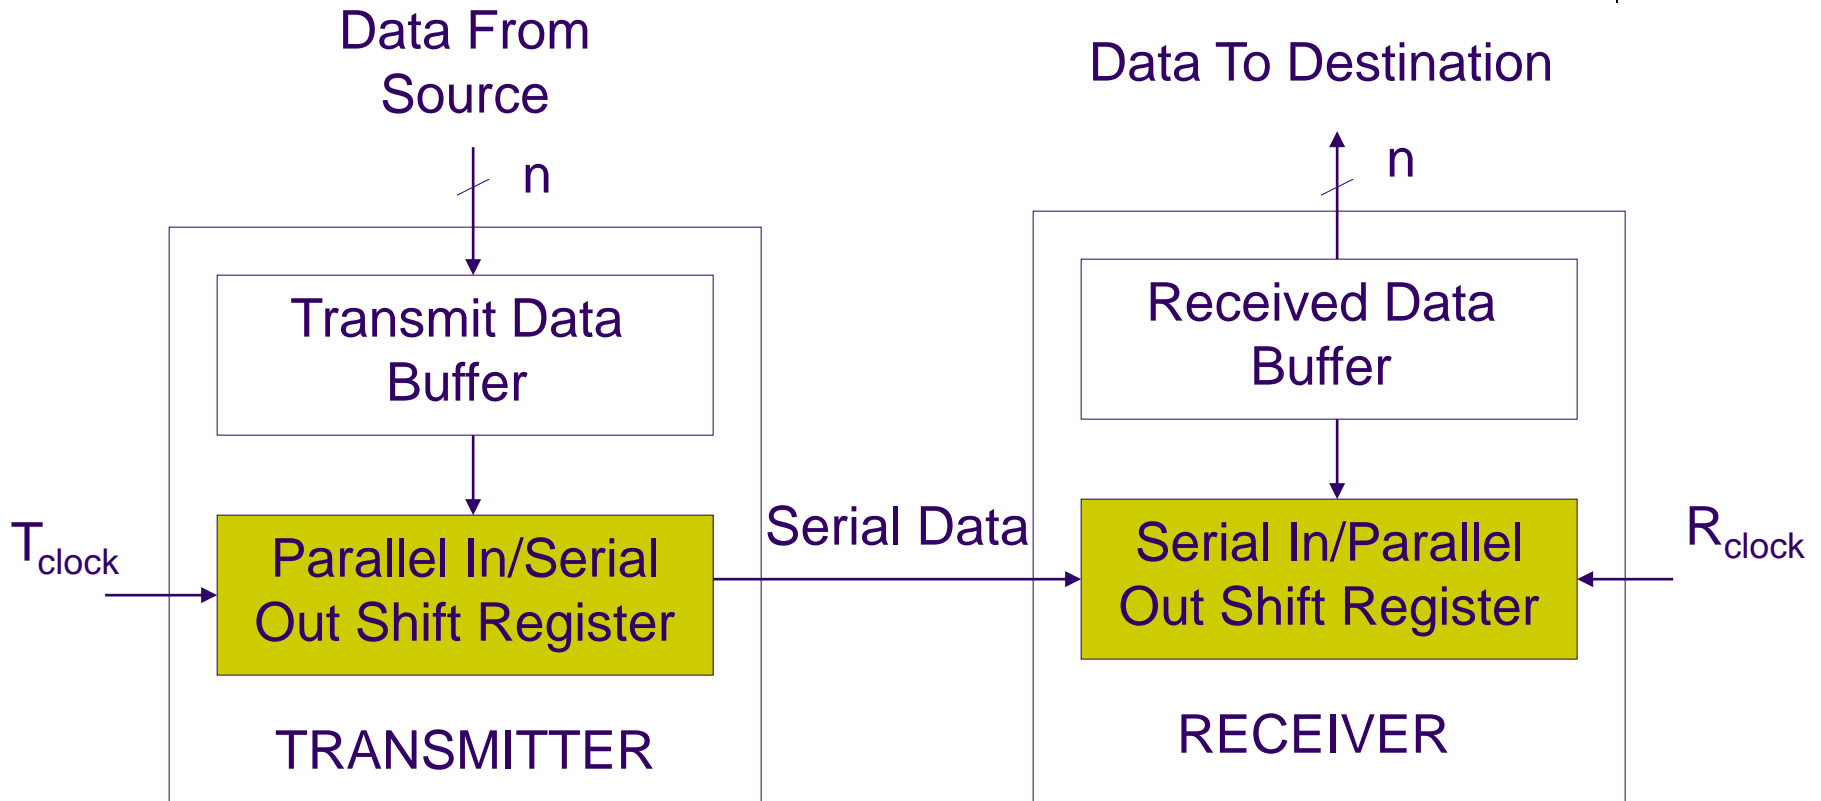 Data From
Source
n
Transmit Data
Buffer
Tclock
Parallel In/Serial
Out Shift Register
TRANSMITTER
Serial Data
Data To Destination
n
Received Data
Buffer
Serial In/Parallel
Out Shift Register
Rclock
RECEIVER